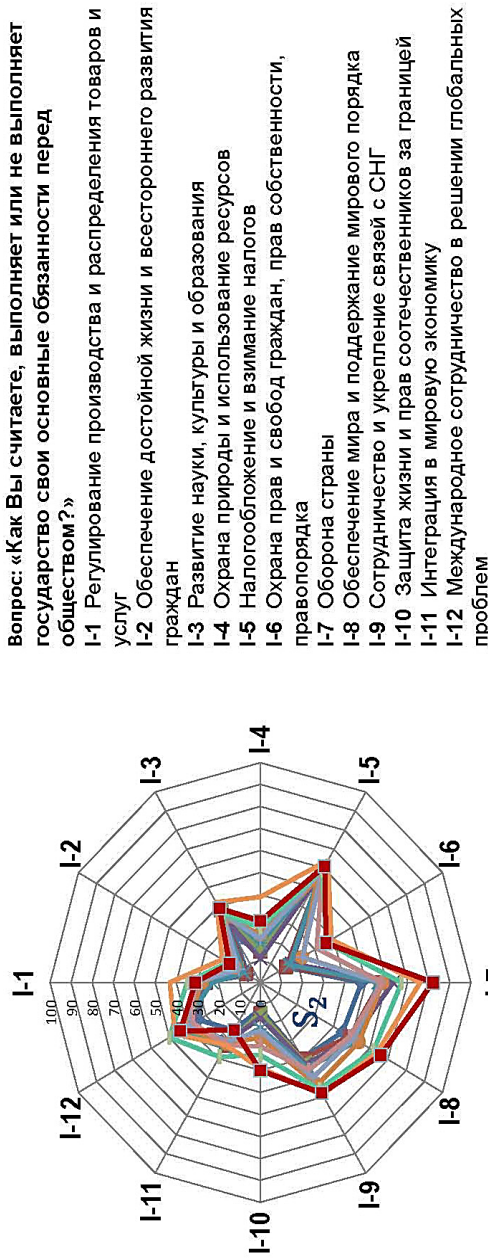 Вопрос: «Как Вы считаете, выполняет или не выполняет
государство свои основные обязанности перед
обществом?»
I-1 Регулирование производства и распределения товаров и
услуг
I-2 Обеспечение достойной жизни и всестороннего развития
граждан
I-3 Развитие науки, культуры и образования
I-4 Охрана природы и использование ресурсов
I-5 Налогообложение и взимание налогов
I-6 Охрана прав и свобод граждан, прав собственности,
правопорядка
I-7 Оборона страны
I-8 Обеспечение мира и поддержание мирового порядка
I-9 Сотрудничество и укрепление связей с СНГ
I-10 Защита жизни и прав соотечественников за границей
I-11 Интеграция в мировую экономику
I-12 Международное сотрудничество в решении глобальных
проблем
I-1
I-2
I-3
I-4
I-5
I-6
I-8
I-9
I-10
I-11
I-12
100
90
80
70
60
50
40
30
20
0
S2